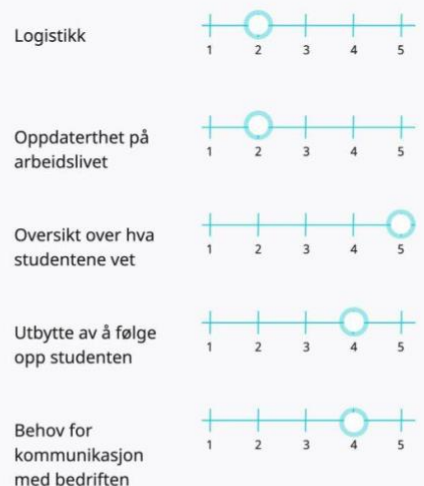 Logistikk
1 2 3 4 5
Oppdaterthet på
arbeidslivet
1 2 3 4 5
Oversikt over hva
studentene vet
1 2 3 4 5
Utbytte av å følge
opp studenten
1 2 3 4 5
Behov for
kommunikasjon
med bedriften
1 2 3 4 5